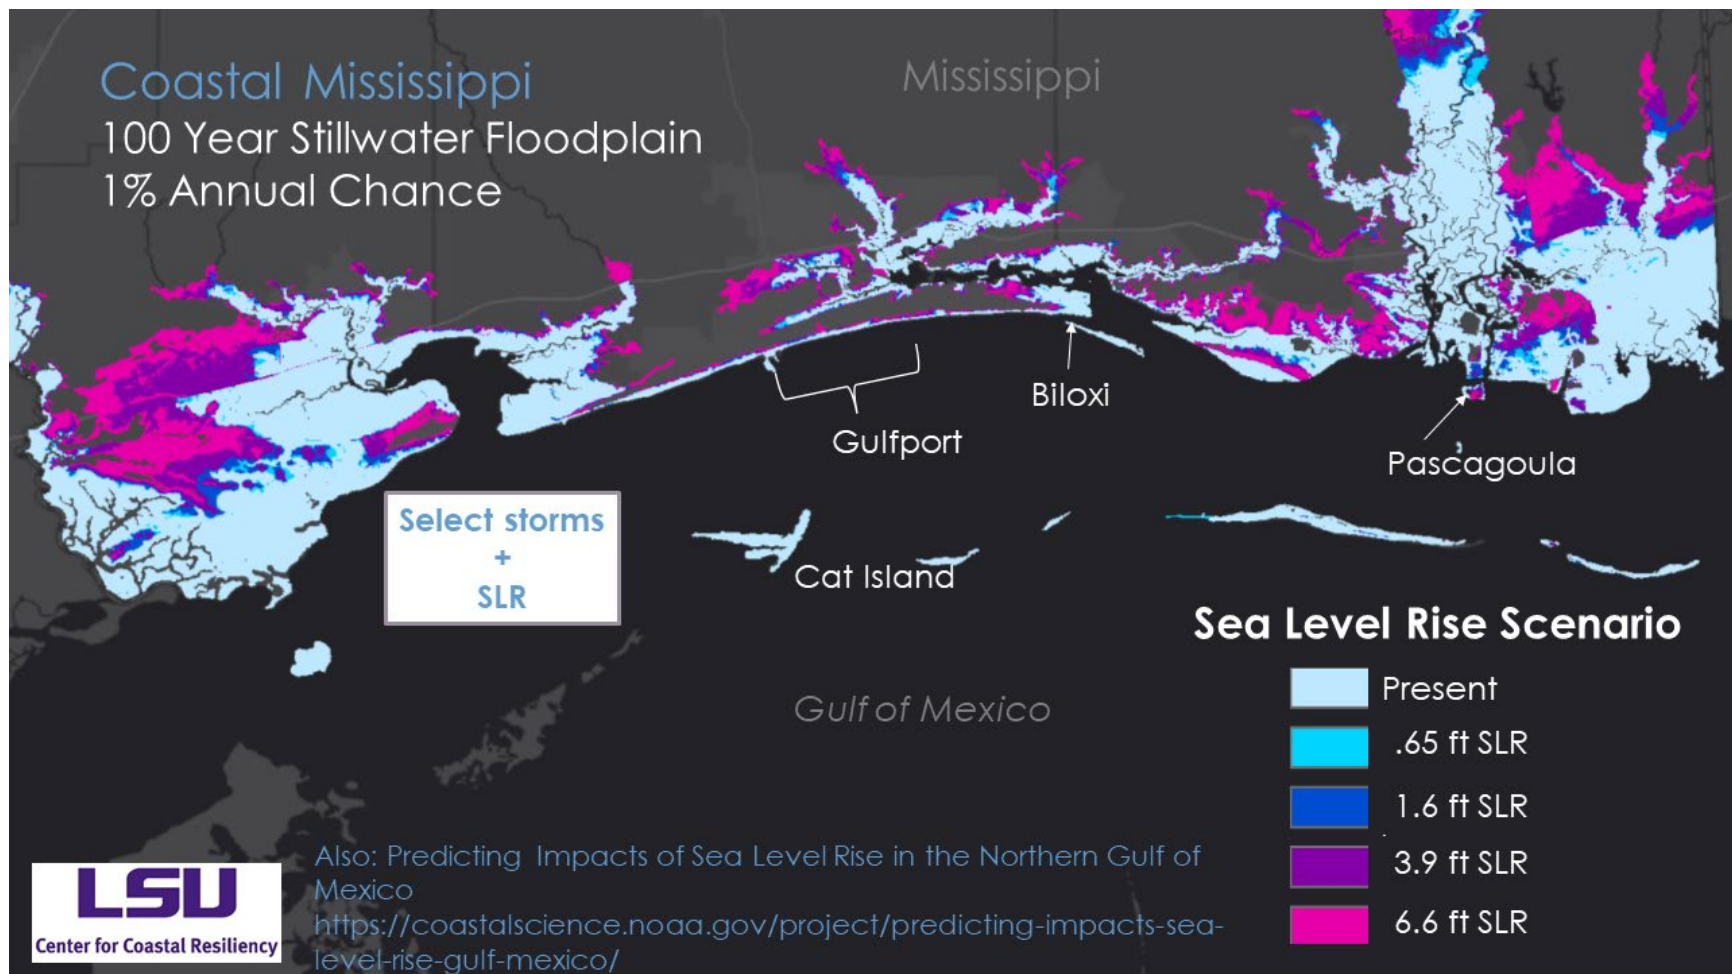 Coastal Mississippi
100 Year Stillwater Floodplain
1% Annual Chance
Mississippi
Biloxi
Gulfport
Pascagoula
Select storms
+
SLR
Cat Island
Sea Level Rise Scenario
Present
.65 ft SLR
1.6 ft SLR
3.9 ft SLR
6.6 ft SLR
Gulf of Mexico
Also: Predicting Impacts of Sea Level Rise in the Northern Gulf of
Mexico
https://coastalscience.noaa.gov/project/predicting-impacts-sea-
level-rise-gulf-mexico/
LSU
Center for Coastal Resiliency